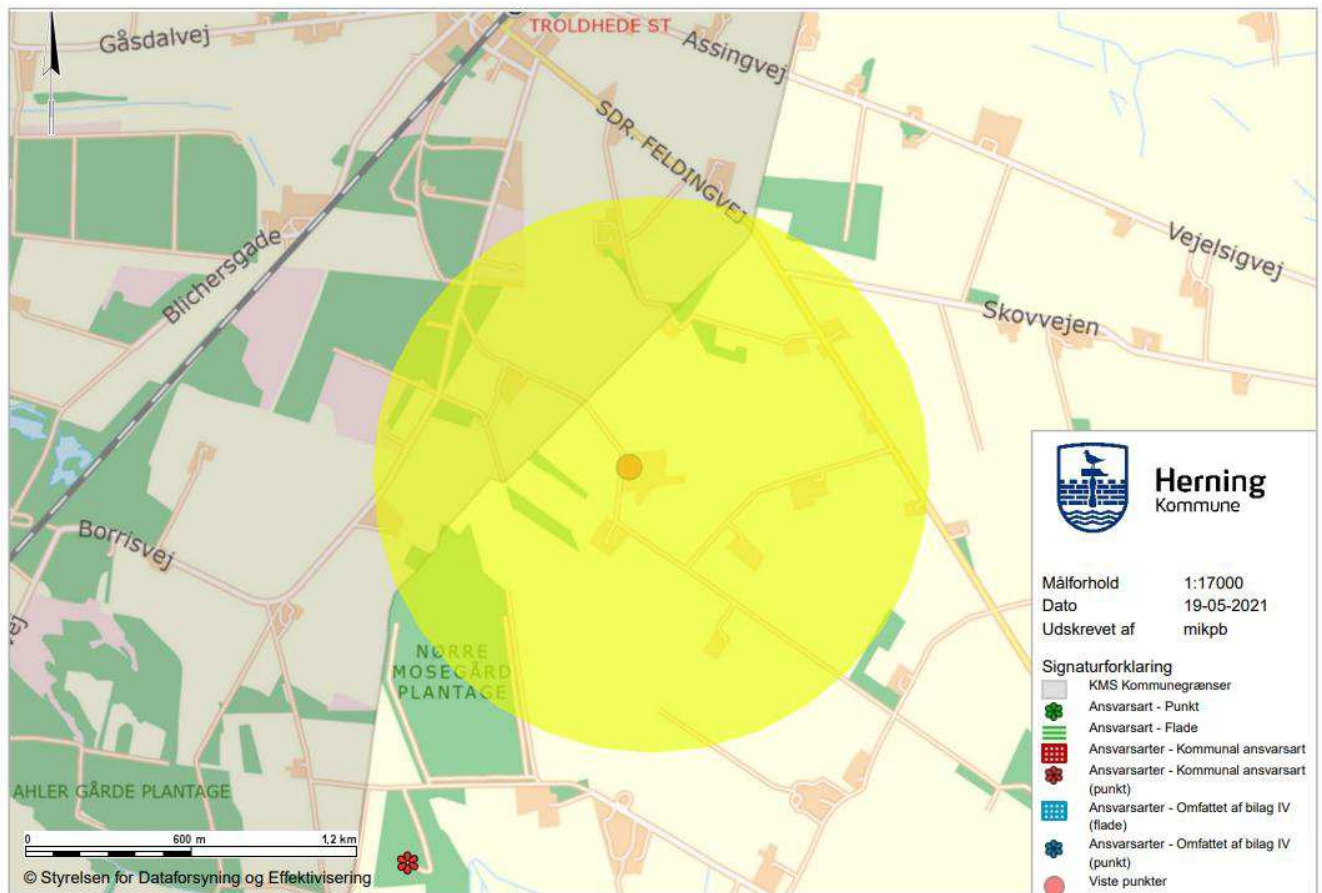 TROLDHEDE ST
Gåsdalvej
Assingvej
SDR. FELDINGVEJ
Vejelsigvej
Blichersgade
Skovvejen
Borrisvej
NØRRE
MOSEGÅRD
PLANTAGE
AHLER GÅRDE PLANTAGE
0 600 m 1,2 km
© Styrelsen for Dataforsyning og Effektivisering
Herning
Kommune
Målforhold 1:17000
Dato 19-05-2021
Udskrevet af mikpb
Signaturforklaring
KMS Kommunegrænser
Ansvarsart - Punkt
Ansvarsart - Flade
Ansvarsarter - Kommunal ansvarsart
Ansvarsarter - Kommunal ansvarsart
(punkt)
Ansvarsarter - Omfattet af bilag IV
(flade)
Ansvarsarter - Omfattet af bilag IV
(punkt)
Viste punkter